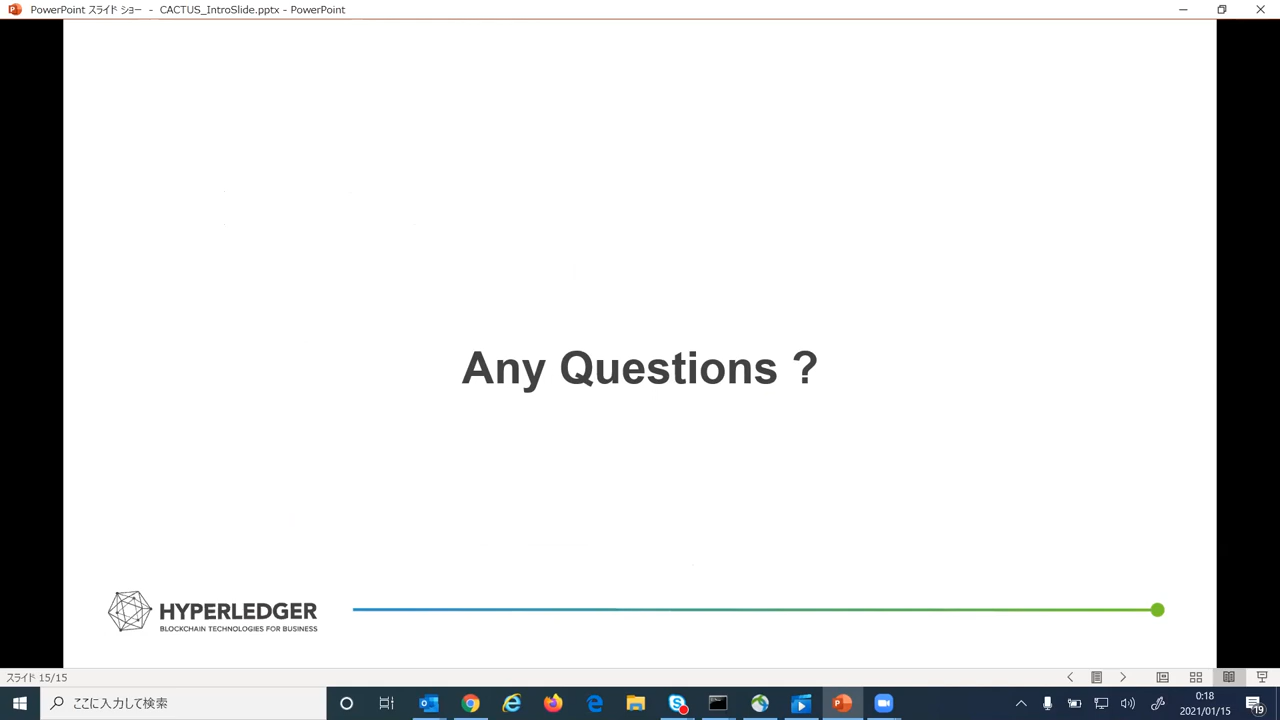 PowerPoint スライド ショー - CACTUS_IntroSlide.pptx - PowerPoint
Any Questions ?
HYPERLEDGER
BLOCKCHAIN TECHNOLOGIES FOR BUSINESS
スライド 15/15
ここに入力して検索
0:18
2021/01/15
19